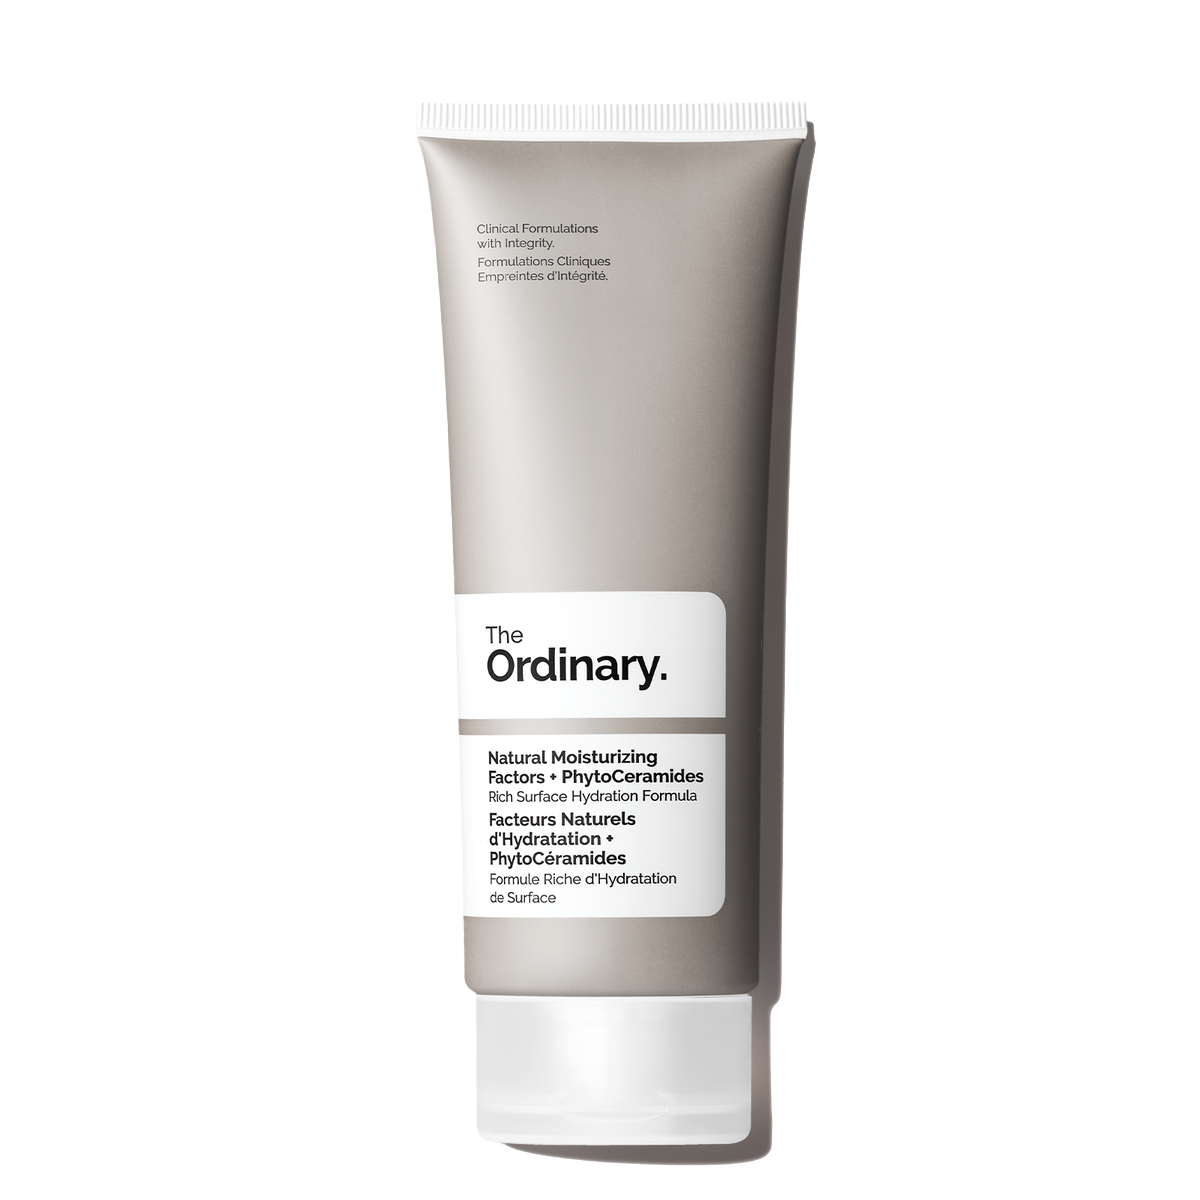 Clinical Formulations
with Integrity.
Formulations Cliniques
Empreintes d'Intégrité.
The
Ordinary.
Natural Moisturizing
Factors + PhytoCeramides
Rich Surface Hydration Formula
Facteurs Naturels
d'Hydratation +
PhytoCéramides
Formule Riche d'Hydratation
de Surface